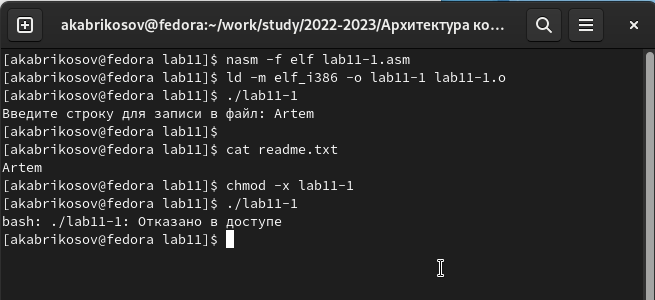 akabrikosov@fedora:~/work/study/2022-2023/Архитектура ко...
[akabrikosov@fedora lab11]$ nasm -f elf lab11-1.asm
[akabrikosov@fedora lab11]$ ld -m elf_i386 -o lab11-1 lab11-1.o
[akabrikosov@fedora lab11]$ ./lab11-1
Введите строку для записи в файл: Artem
[akabrikosov@fedora lab11]$
[akabrikosov@fedora lab11]$ cat readme.txt
Artem
[akabrikosov@fedora lab11]$ chmod -x lab11-1
[akabrikosov@fedora lab11]$ ./lab11-1
bash: ./lab11-1: Отказано в доступе
[akabrikosov@fedora lab11]$